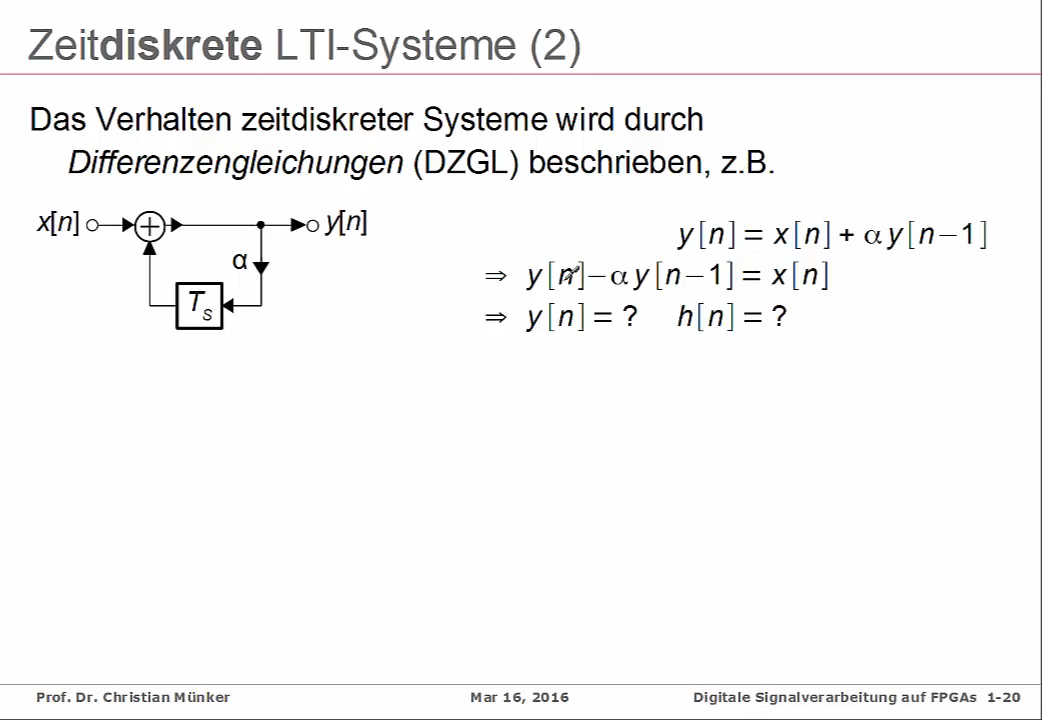 Zeitdiskrete LTI-Systeme (2)
Das Verhalten zeitdiskreter Systeme wird durch
Differenzengleichungen (DZGL) beschrieben, z.B.
x[n] y[n]
α
T_S
y[n] = x[n] + α y[n−1]
⇒ y[n] − α y[n−1] = x[n]
⇒ y[n] = ? h[n] = ?
Prof. Dr. Christian Münker Mar 16, 2016 Digitale Signalverarbeitung auf FPGAs 1-20